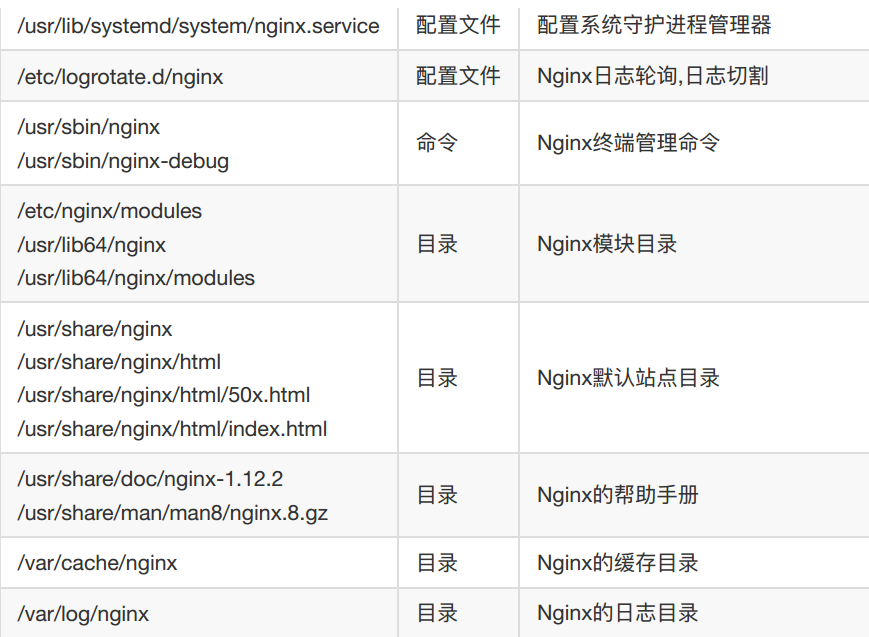 /usr/lib/systemd/system/nginx.service 配置文件 配置系统守护进程管理器
/etc/logrotate.d/nginx 配置文件 Nginx日志轮询,日志切割
/usr/sbin/nginx
/usr/sbin/nginx-debug
命令 Nginx终端管理命令
/etc/nginx/modules
/usr/lib64/nginx
/usr/lib64/nginx/modules
目录 Nginx模块目录
/usr/share/nginx
/usr/share/nginx/html
/usr/share/nginx/html/50x.html
/usr/share/nginx/html/index.html
目录 Nginx默认站点目录
/usr/share/doc/nginx-1.12.2
/usr/share/man/man8/nginx.8.gz
目录 Nginx的帮助手册
/var/cache/nginx 目录 Nginx的缓存目录
/var/log/nginx 目录 Nginx的日志目录